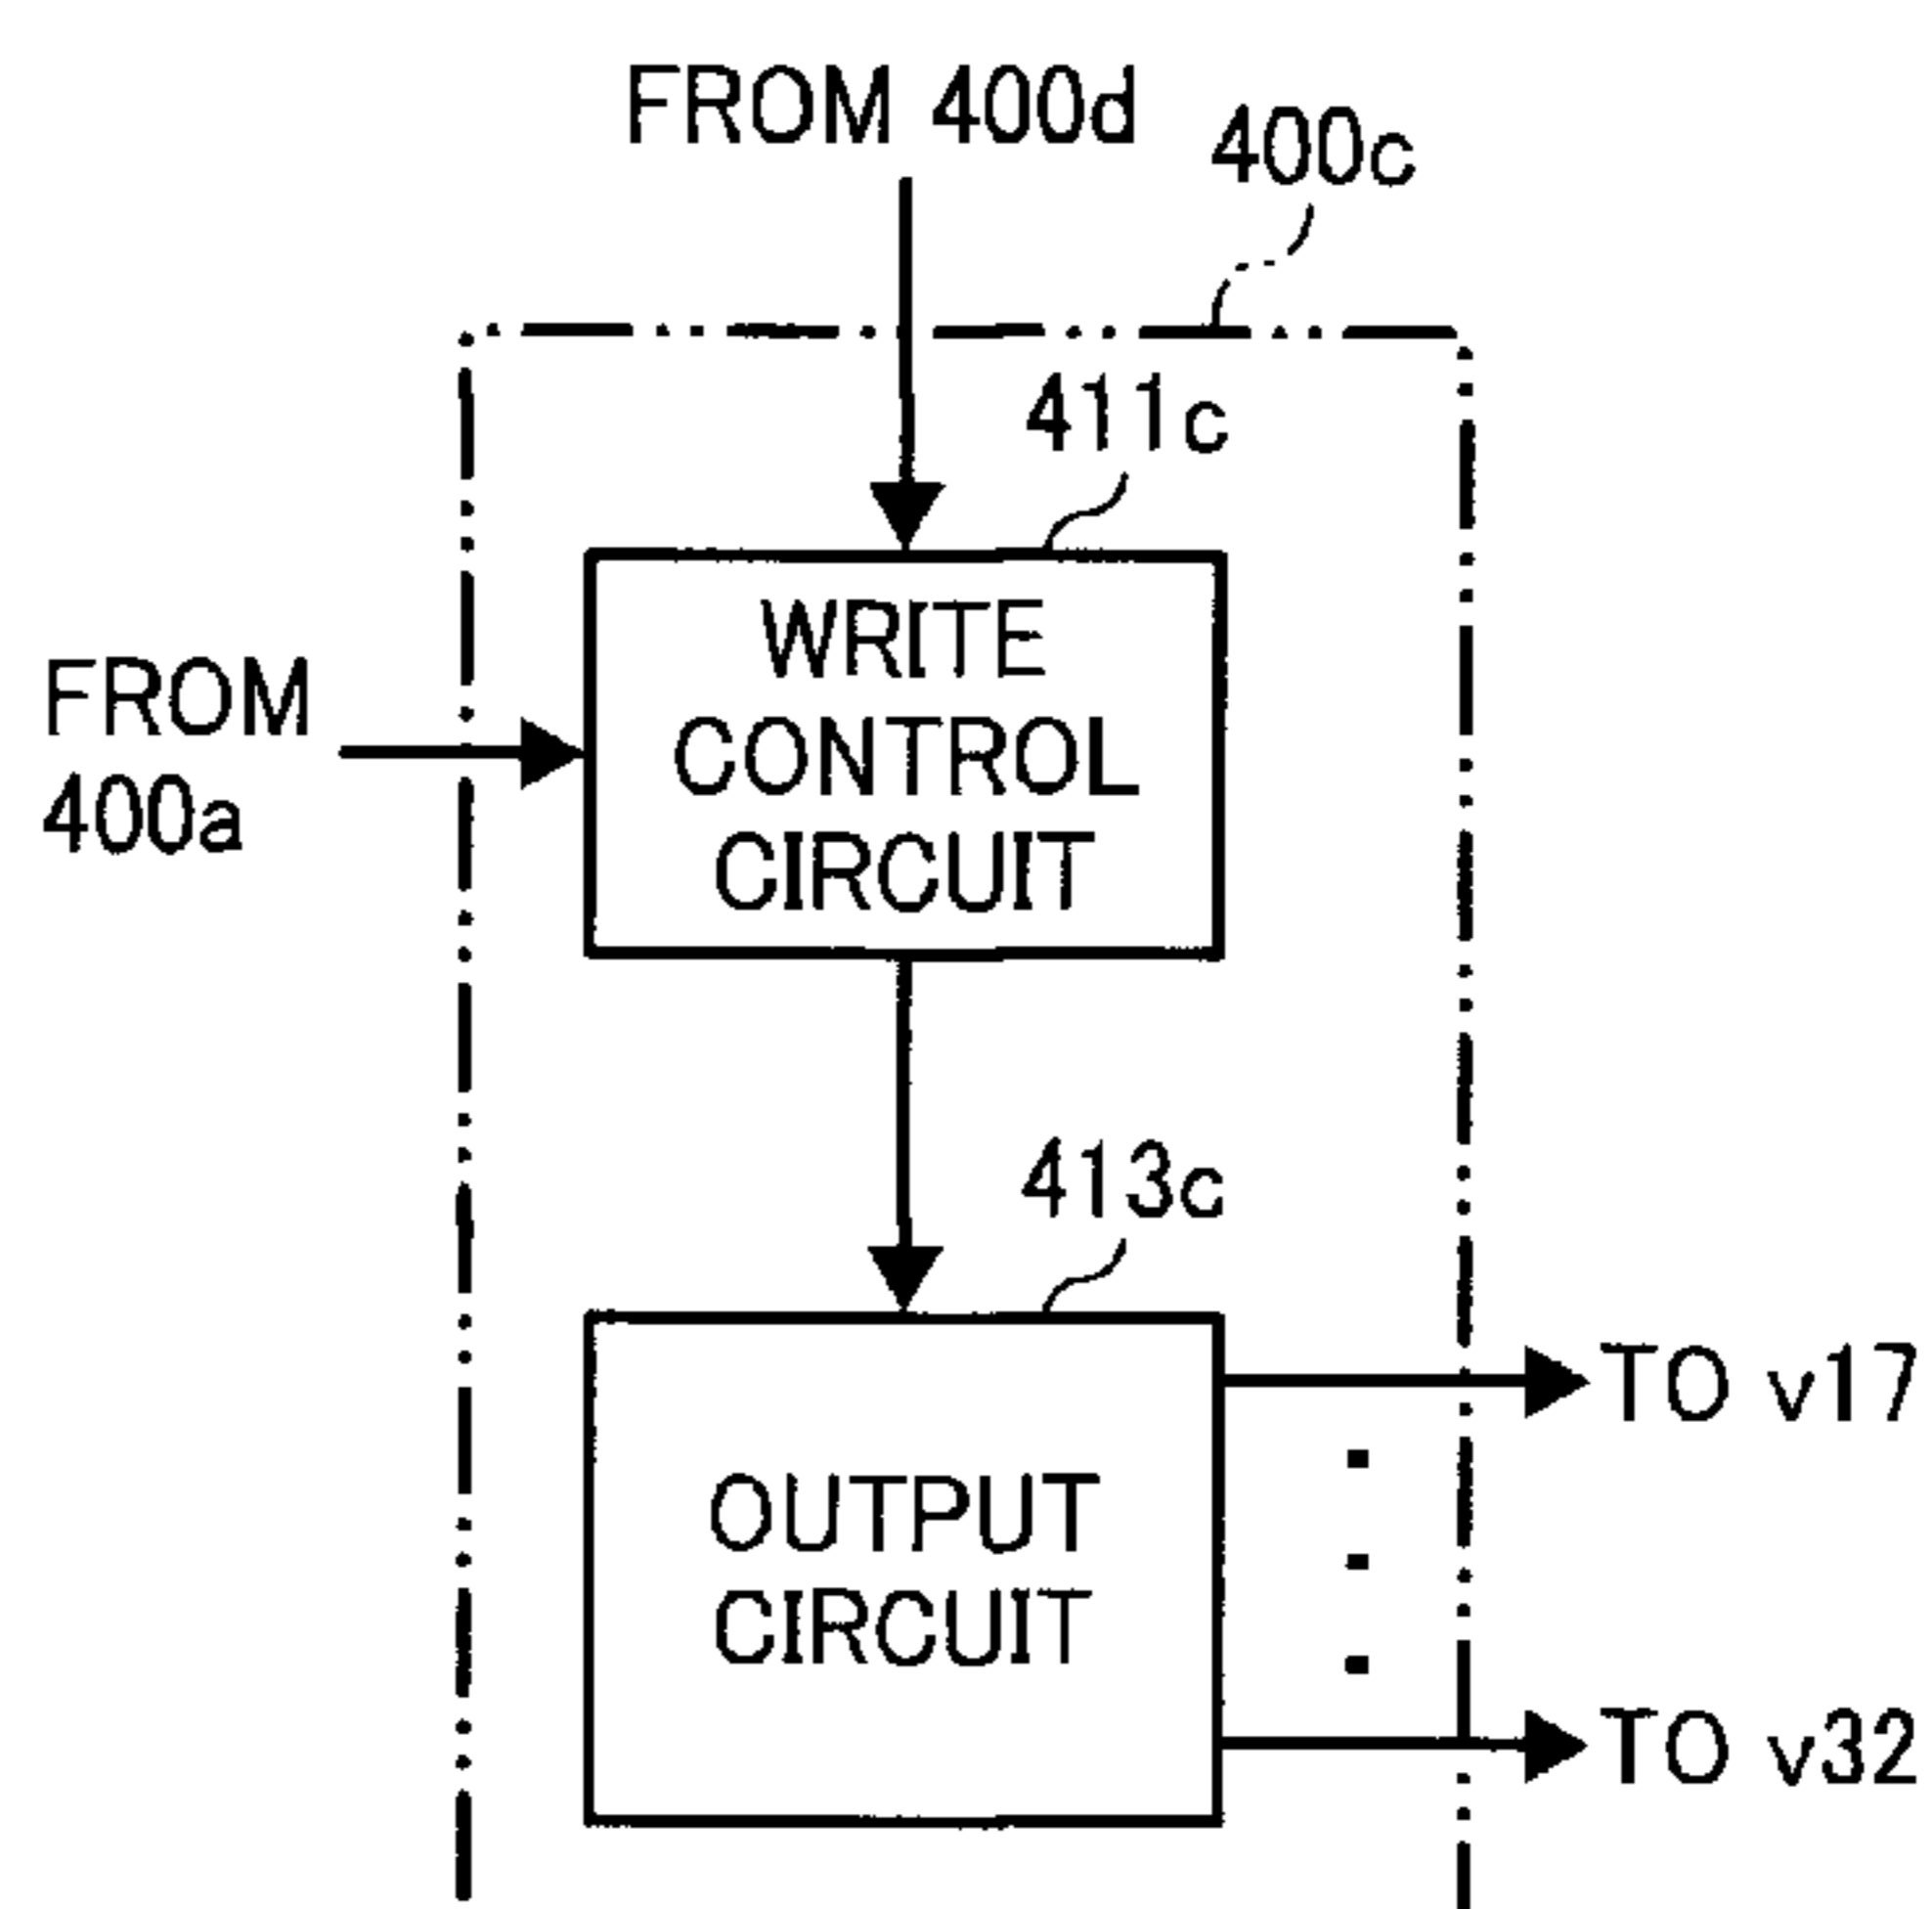 FROM 400d
400c
411c
WRITE
CONTROL
CIRCUIT
FROM
400a
413c
OUTPUT
CIRCUIT
TO v17
TO v32